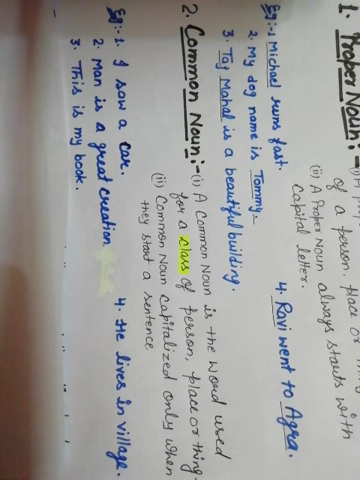 1. Proper Noun:-
of a person, place or
(ii) A Proper Noun always starts with
capital letter.
Eg:-1 Michael runs fast.
2. My dog name is Tommy.
4. Ravi went to Agra.
3. Taj Mahal is a beautiful building.
2. Common Noun:- (i) A Common Noun is the word used
for a class of person, place or thing.
(ii) Common Noun capitalized only when
they start a sentence
Eg:-1. I saw a car.
2. Man is a great creation
4. He lives in village.
3. This is my book.